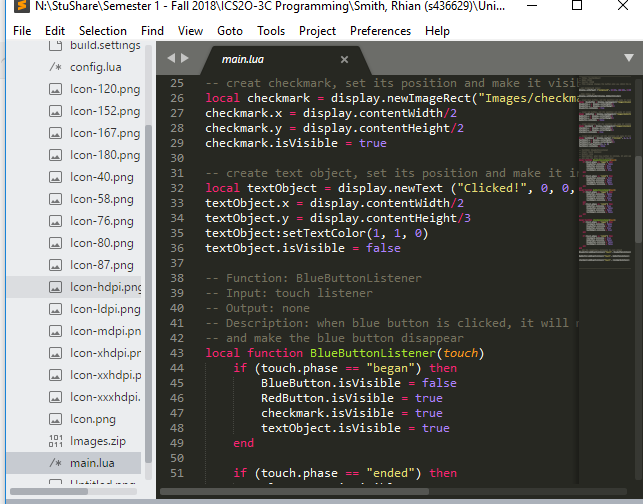 N:\StuShare\Semester 1 - Fall 2018\ICS2O-3C Programming\Smith, Rhian (s436629)\Uni...
File Edit Selection Find View Goto Tools Project Preferences Help
build.settings
/* config.lua
Icon-120.png
Icon-152.png
Icon-167.png
Icon-180.png
Icon-40.png
Icon-58.png
Icon-76.png
Icon-80.png
Icon-87.png
Icon-hdpi.png
Icon-ldpi.png
Icon-mdpi.pn
Icon-xhdpi.pn
Icon-xxhdpi.p
Icon-xxxhdpi.
Icon.png
Images.zip
/* main.lua
Untitled.png
main.lua
25 -- creat checkmark, set its position and make it visi
26 local checkmark = display.newImageRect("Images/checkm
27 checkmark.x = display.contentWidth/2
28 checkmark.y = display.contentHeight/2
29 checkmark.isVisible = true
30
31 -- create text object, set its position and make it in
32 local textObject = display.newText ("Clicked!", 0, 0,
33 textObject.x = display.contentWidth/2
34 textObject.y = display.contentHeight/3
35 textObject:setTextColor(1, 1, 0)
36 textObject.isVisible = false
37
38 -- Function: BlueButtonListener
39 -- Input: touch listener
40 -- Output: none
41 -- Description: when blue button is clicked, it will
42 -- and make the blue button disappear
43 local function BlueButtonListener(touch)
44 if (touch.phase == "began") then
45 BlueButton.isVisible = false
46 RedButton.isVisible = true
47 checkmark.isVisible = true
48 textObject.isVisible = true
49 end
50
51 if (touch.phase == "ended") then